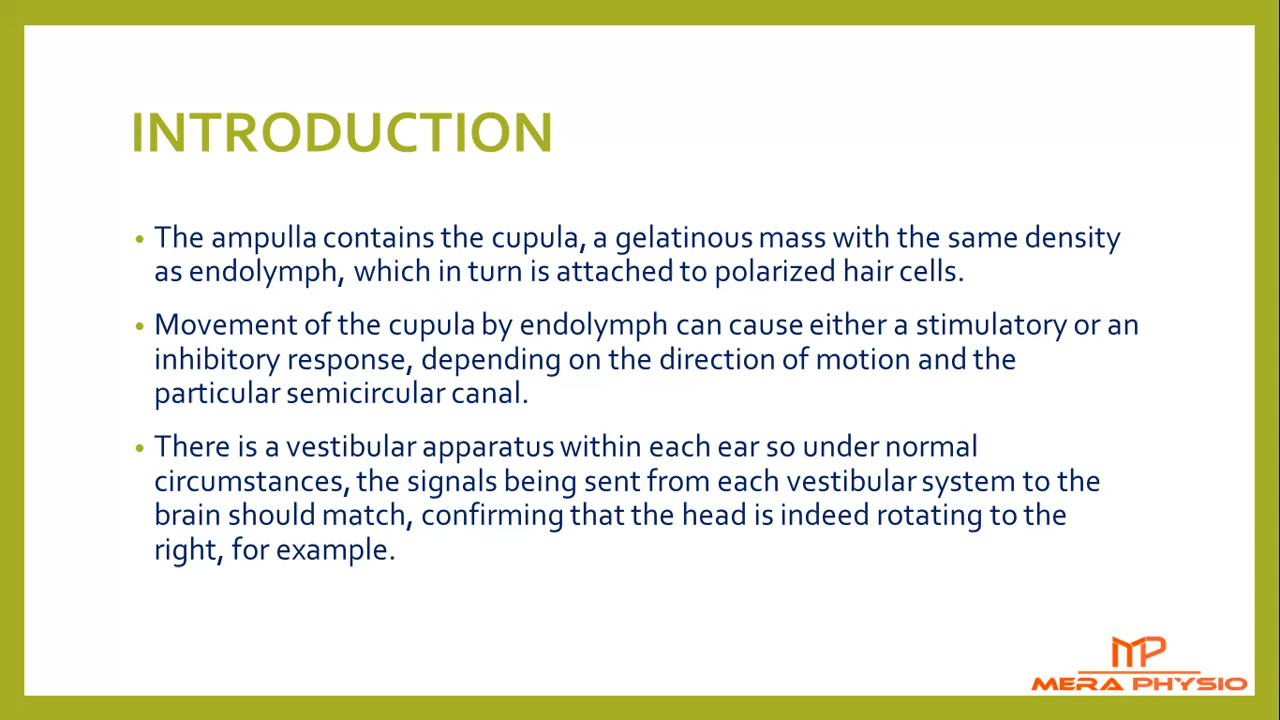 INTRODUCTION
• The ampulla contains the cupula, a gelatinous mass with the same density
as endolymph, which in turn is attached to polarized hair cells.
• Movement of the cupula by endolymph can cause either a stimulatory or an
inhibitory response, depending on the direction of motion and the
particular semicircular canal.
• There is a vestibular apparatus within each ear so under normal
circumstances, the signals being sent from each vestibular system to the
brain should match, confirming that the head is indeed rotating to the
right, for example.
MP
MERA PHYSIO